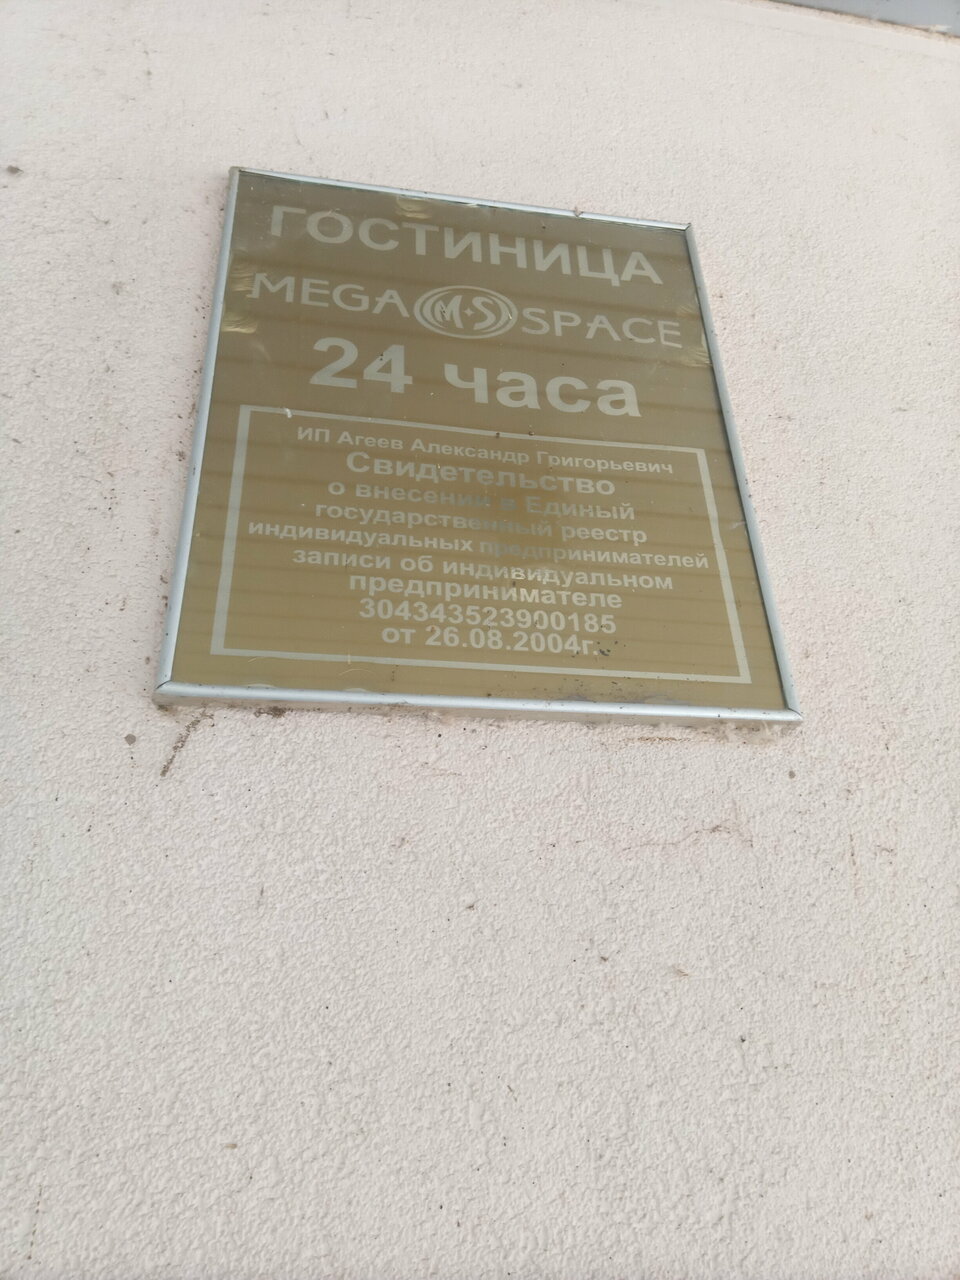 ГОСТИНИЦА
MEGA M·S SPACE
24 часа
ИП Агеев Александр Григорьевич
Свидетельство
о внесении в Единый
государственный реестр
индивидуальных предпринимателей
записи об индивидуальном
предпринимателе
304343523900185
от 26.08.2004г.